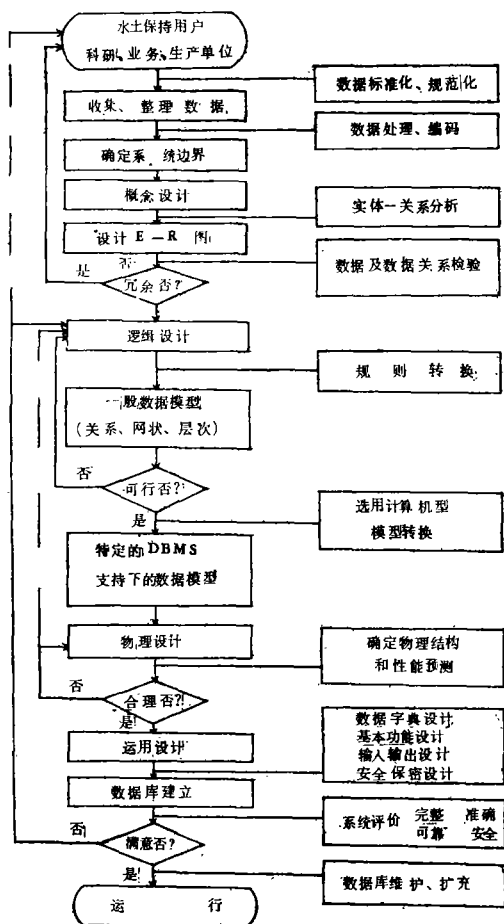 水土保持用户
科研、业务、生产单位
数据标准化、规范化
收集、整理数据
数据处理、编码
确定系统边界
概念设计
实体—关系分析
设计E—R图
是
否
数据及数据关系检验
冗余否?
逻辑设计
规则转换
一般数据模型
(关系、网状、层次)
否
可行否?
是
选用计算机型
模型转换
特定的DBMS
支持下的数据模型
物理设计
确定物理结构
和性能预测
否
合理否?
是
数据字典设计
基本功能设计
输入输出设计
安全保密设计
运用设计
数据库建立
系统评价 完整 准确
可靠 安全
否
满意否?
是
数据库维护、扩充
运行